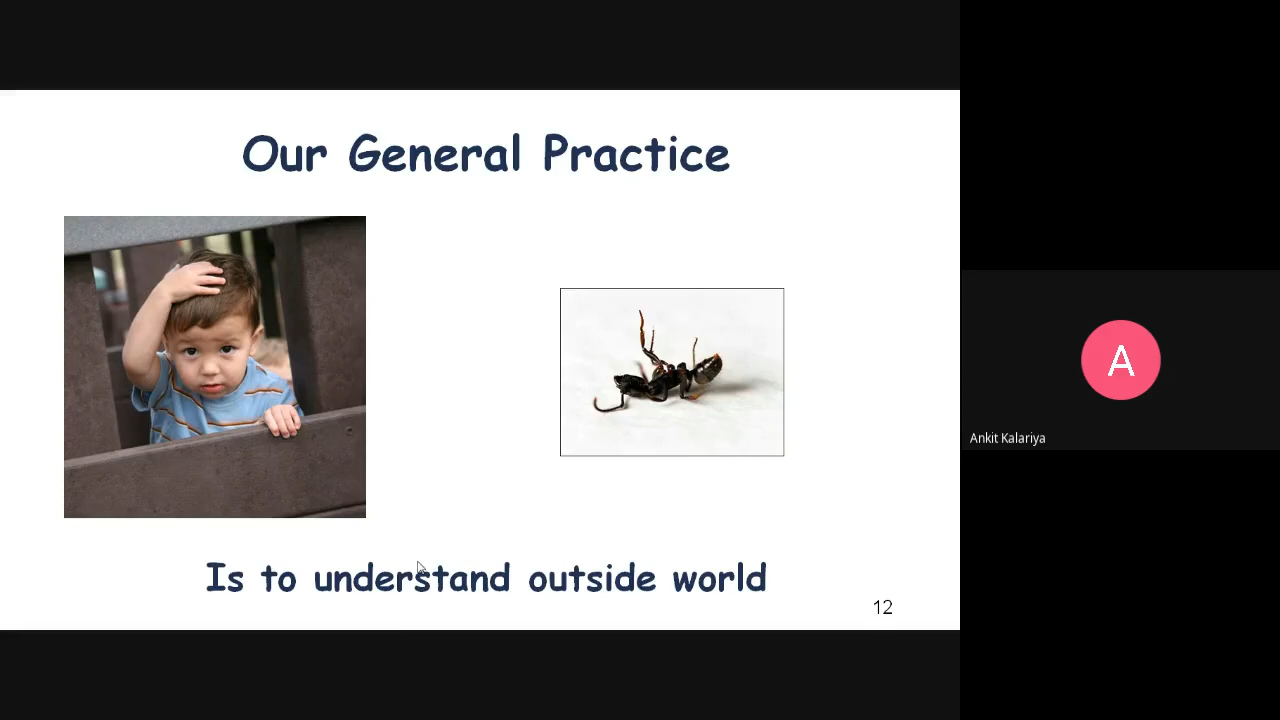 Our General Practice
Is to understand outside world
12
A
Ankit Kalariya